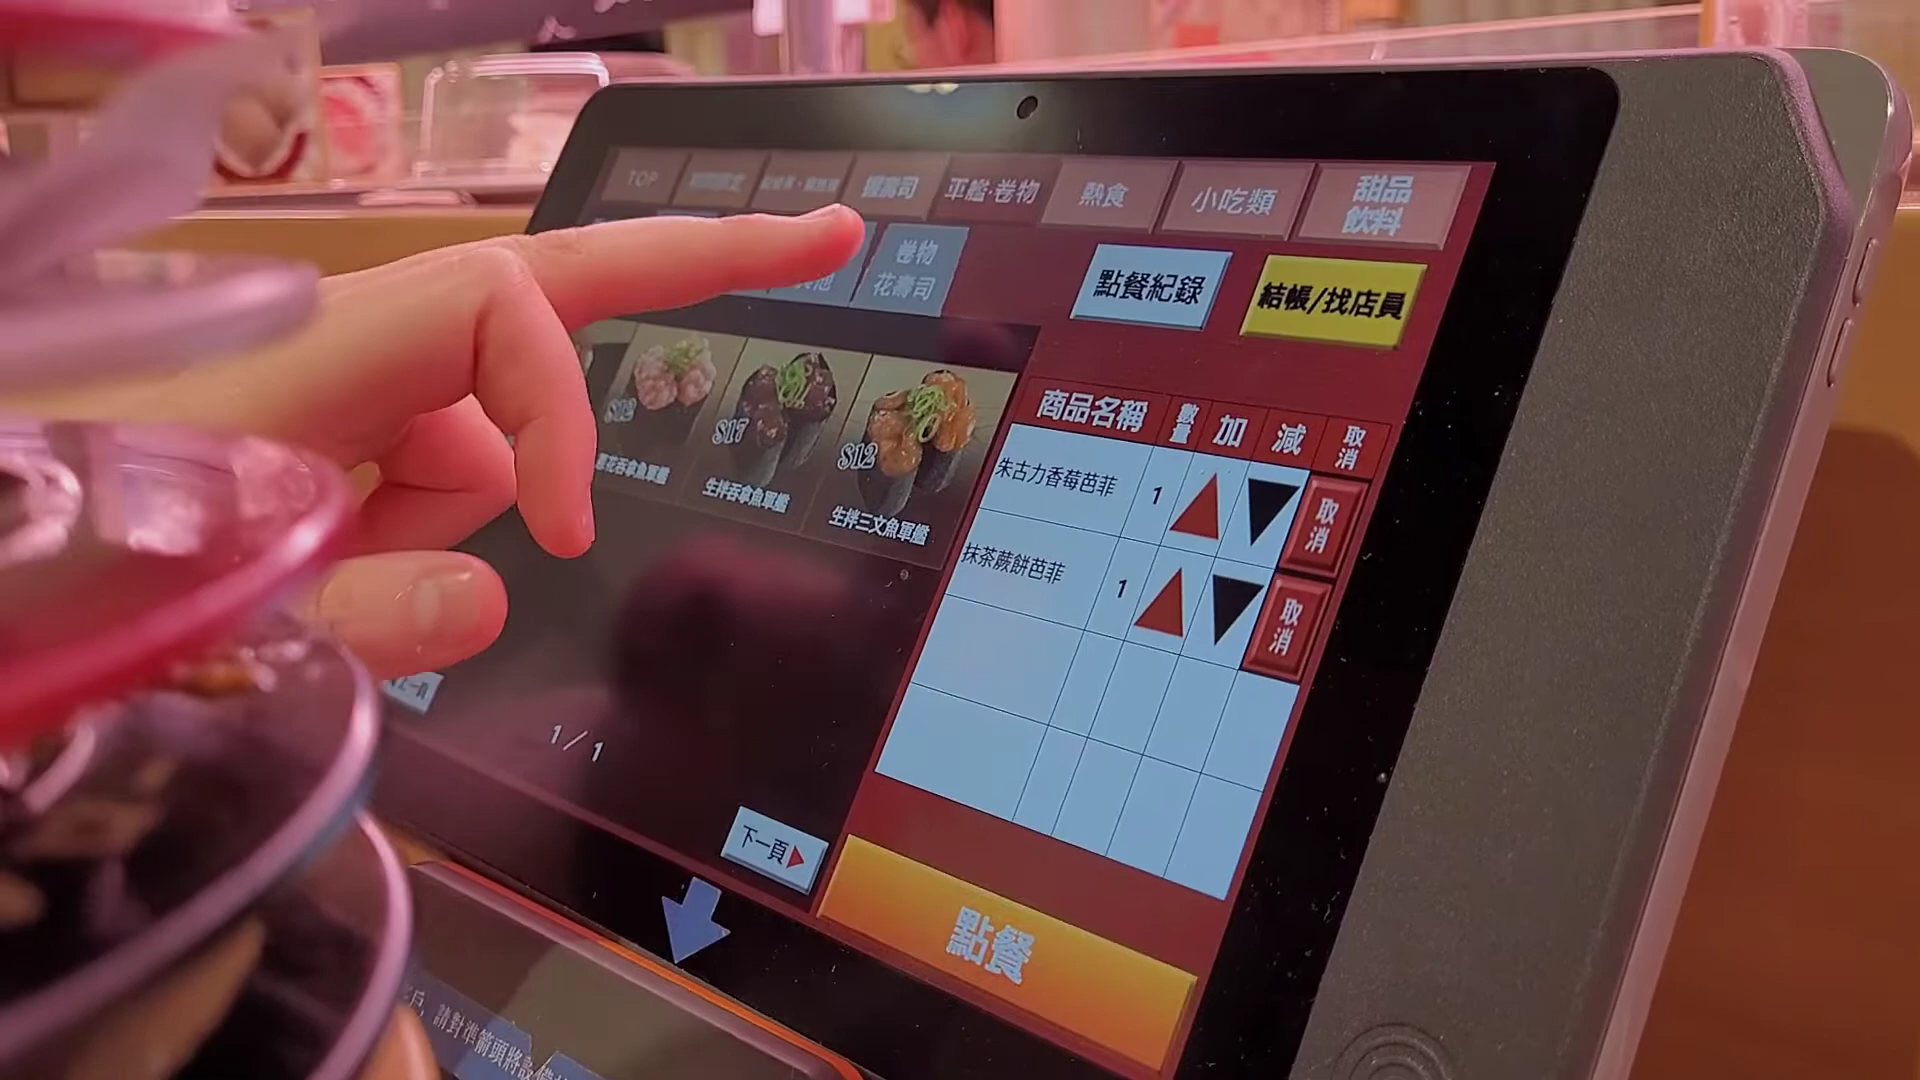 TOP
握壽司
軍艦·卷物
熱食
小吃類
甜品
飲料
卷物
花壽司
點餐紀錄
結帳/找店員
商品名稱
數量
加
減
取消
朱古力香莓芭菲
1
取消
抹茶蕨餅芭菲
1
取消
$17
$12
生拌吞拿魚軍艦
生拌三文魚軍艦
1/1
下一頁
點餐
請對準箭頭將